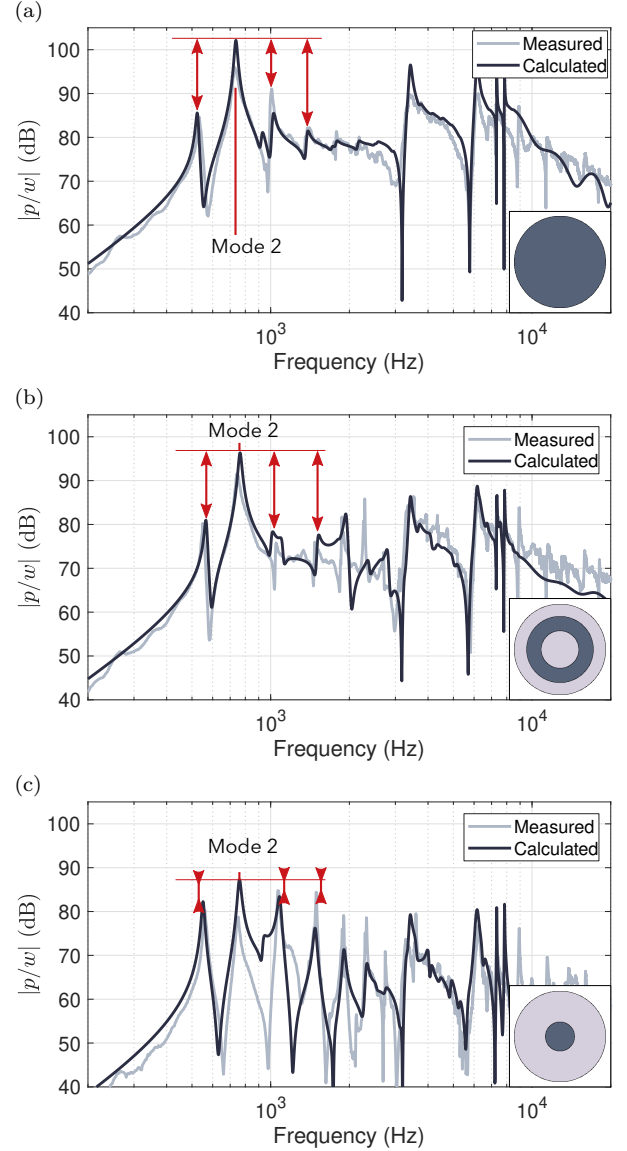 (a)
100
90
80
70
60
50
40
|p/w| (dB)
Measured
Calculated
Mode 2
10^3
10^4
Frequency (Hz)
(b)
100
90
80
70
60
50
40
|p/w| (dB)
Mode 2
Measured
Calculated
10^3
10^4
Frequency (Hz)
(c)
100
90
80
70
60
50
40
|p/w| (dB)
Mode 2
Measured
Calculated
10^3
10^4
Frequency (Hz)